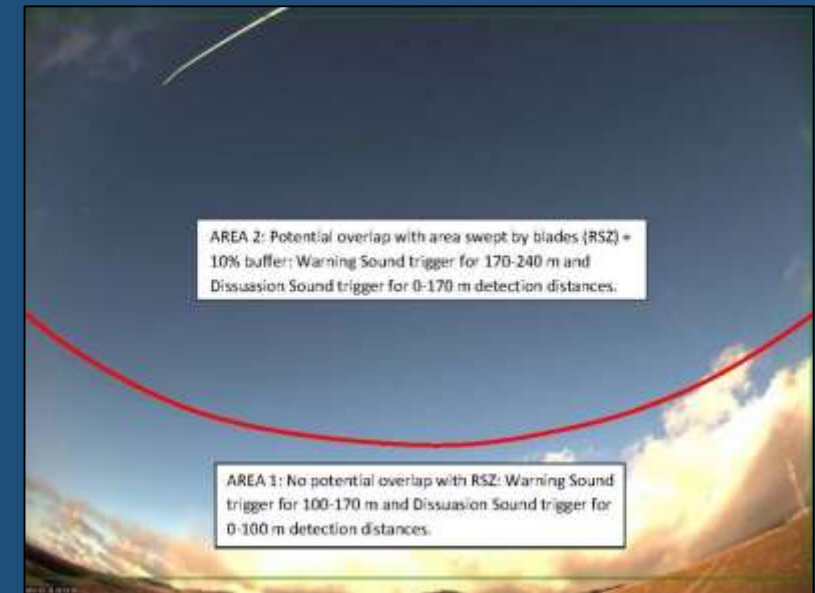 AREA 2: Potential overlap with area swept by blades (RSZ) +
10% buffer: Warning Sound trigger for 170-240 m and
Dissuasion Sound trigger for 0-170 m detection distances.
AREA 1: No potential overlap with RSZ: Warning Sound
trigger for 100-170 m and Dissuasion Sound trigger for
0-100 m detection distances.